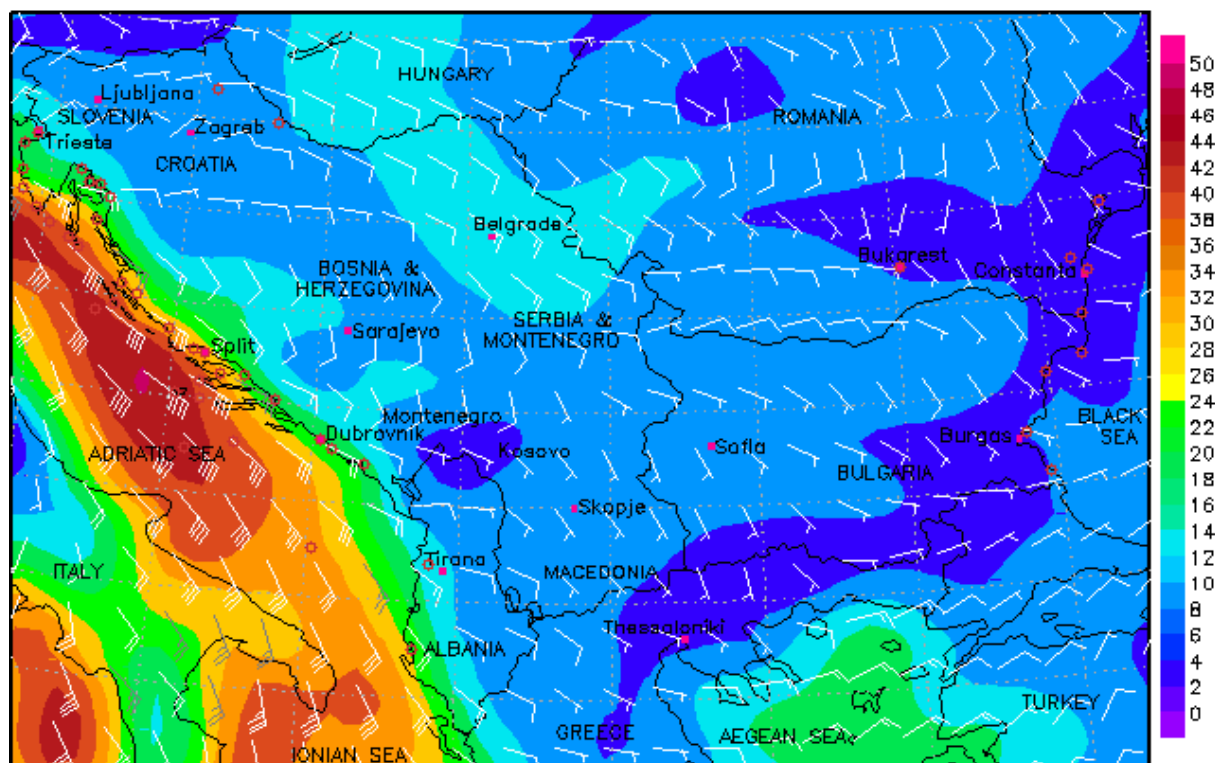 HUNGARY
Ljubljana
SLOVENIA
Zagreb
ROMANIA
Trieste
CROATIA
Belgrade
Bukarest
BOSNIA &
HERZEGOVINA
Constanta
SERBIA &
MONTENEGRO
Sarajevo
Split
Montenegro
BLACK
SEA
Dubrovnik
Burgas
ADRIATIC SEA
Kosovo
Sofia
BULGARIA
Skopje
Tirana
ITALY
MACEDONIA
Thessaloniki
ALBANIA
TURKEY
GREECE
AEGEAN SEA
IONIAN SEA
50
48
46
44
42
40
38
36
34
32
30
28
26
24
22
20
18
16
14
12
10
8
6
4
2
0